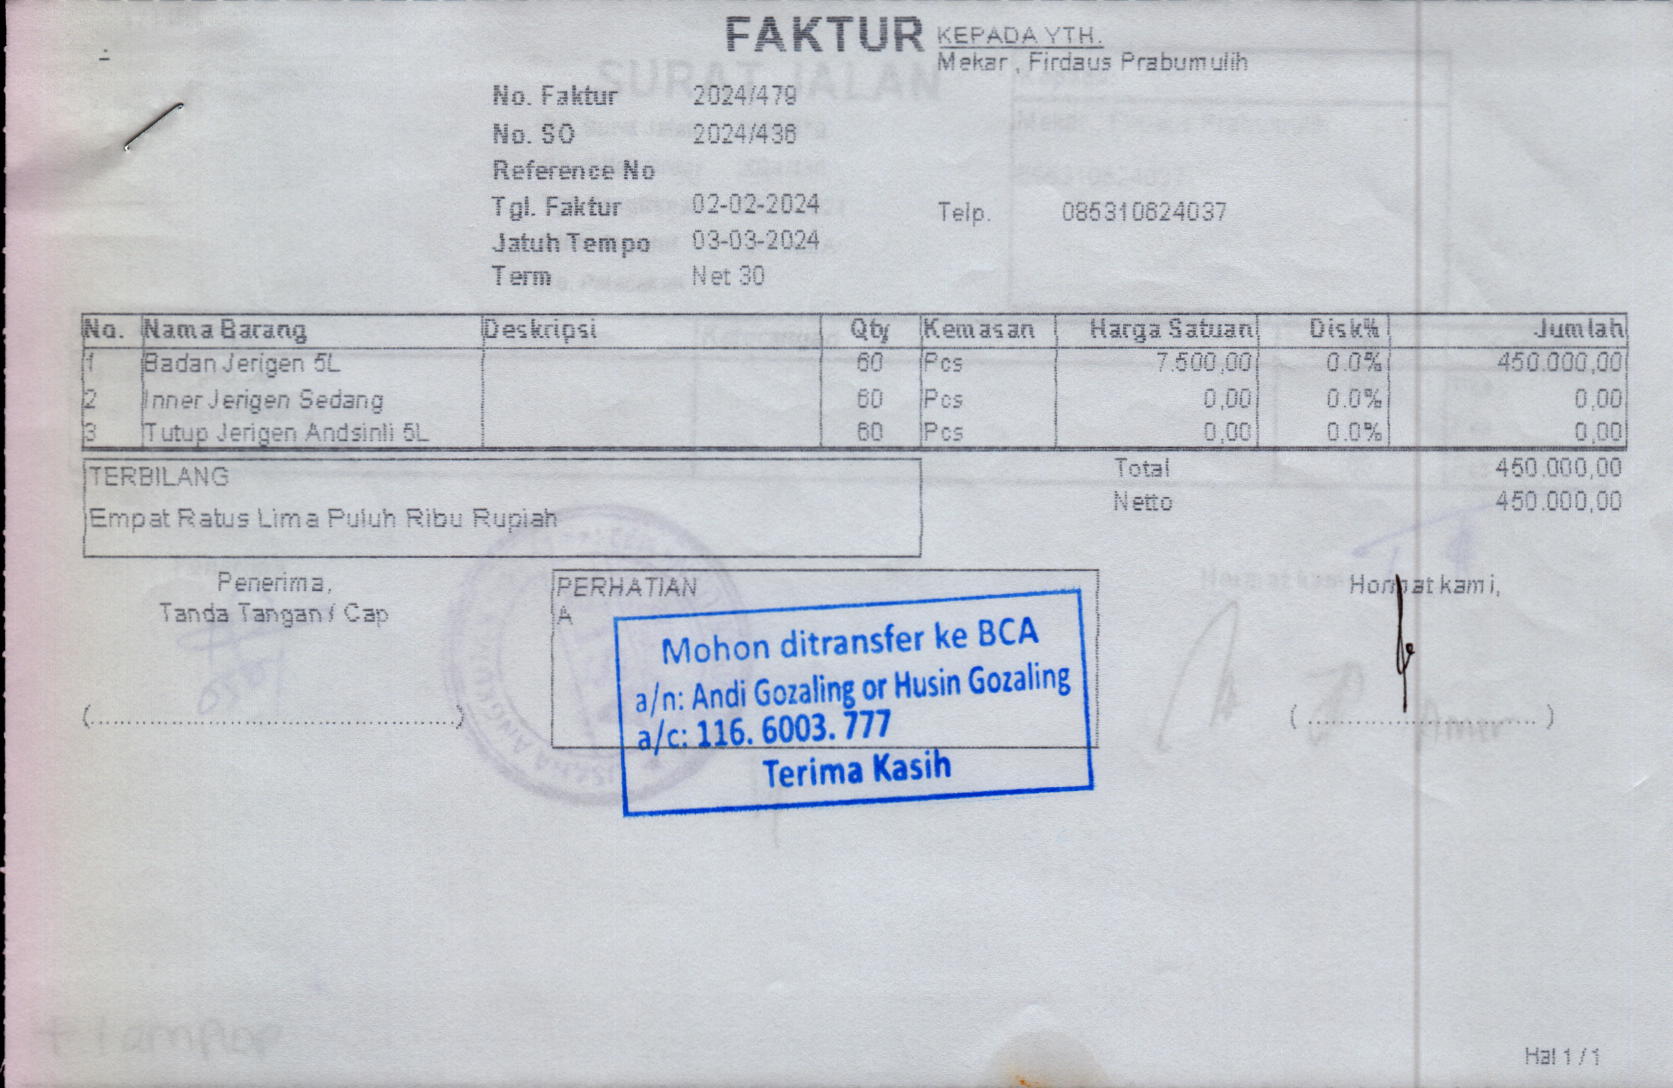 FAKTUR
KEPADA YTH.
Mekar , Firdaus Prabumulih
No. Faktur 2024/479
No. SO 2024/436
Reference No
Tgl. Faktur 02-02-2024
Telp. 085310624037
Jatuh Tempo 03-03-2024
Term Net 30
No. Nama Barang Deskripsi Qty Kemasan Harga Satuan Disk% Jumlah
1 Badan Jerigen 5L 60 Pcs 7.500,00 0.0% 450.000,00
2 Inner Jerigen Sedang 60 Pcs 0,00 0.0% 0,00
3 Tutup Jerigen Andsinli 5L 60 Pcs 0,00 0.0% 0,00
TERBILANG
Empat Ratus Lima Puluh Ribu Rupiah
Total 450.000,00
Netto 450.000,00
Penerima,
Tanda Tangan / Cap
(..................................................)
PERHATIAN
A
Mohon ditransfer ke BCA
a/n: Andi Gozaling or Husin Gozaling
a/c: 116. 6003. 777
Terima Kasih
Hormat kami,
( ............................... )
SURAT JALAN
Hal 1 / 1